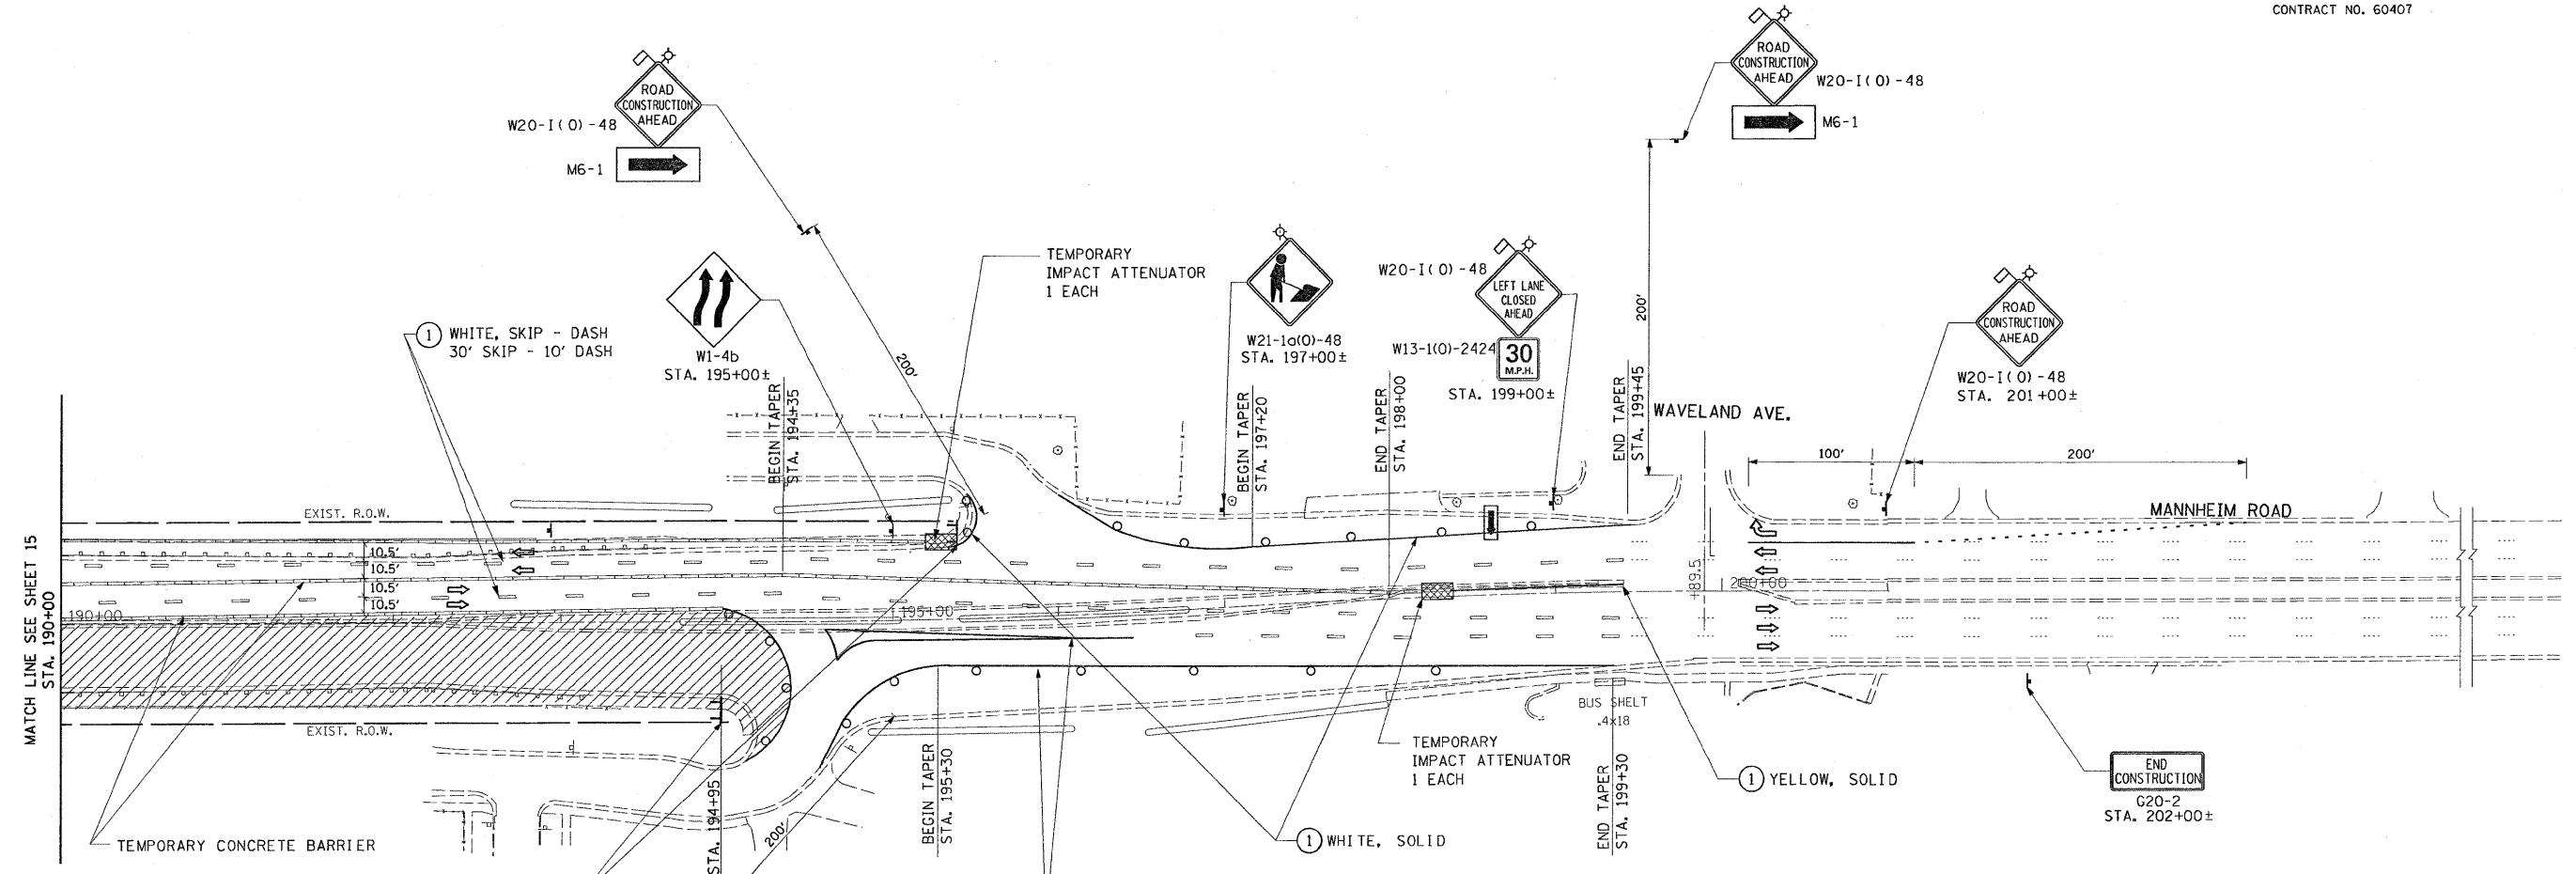 CONTRACT NO. 60407
ROAD
CONSTRUCTION
AHEAD
W20-I(O)-48
M6-1
ROAD
CONSTRUCTION
AHEAD
W20-I(O)-48
M6-1
1 WHITE, SKIP - DASH
30' SKIP - 10' DASH
W1-4b
STA. 195+00±
200'
TEMPORARY
IMPACT ATTENUATOR
1 EACH
W21-1a(O)-48
STA. 197+00±
W20-I(O)-48
LEFT LANE
CLOSED
AHEAD
W13-1(O)-2424
30
M.P.H.
STA. 199+00±
200'
ROAD
CONSTRUCTION
AHEAD
W20-I(O)-48
STA. 201+00±
BEGIN TAPER
STA. 194+35
BEGIN TAPER
STA. 197+20
END TAPER
STA. 198+00
END TAPER
STA. 199+45
WAVELAND AVE.
100'
200'
MANNHEIM ROAD
MATCH LINE SEE SHEET 15
STA. 190+00
EXIST. R.O.W.
10.5'
10.5'
10.5'
10.5'
190+00
195+00
+89.5
200+00
EXIST. R.O.W.
BUS SHELT
.4x18
TEMPORARY CONCRETE BARRIER
STA. 194+95
200'
BEGIN TAPER
STA. 195+30
1 WHITE, SOLID
TEMPORARY
IMPACT ATTENUATOR
1 EACH
END TAPER
STA. 199+30
1 YELLOW, SOLID
END
CONSTRUCTION
G20-2
STA. 202+00±